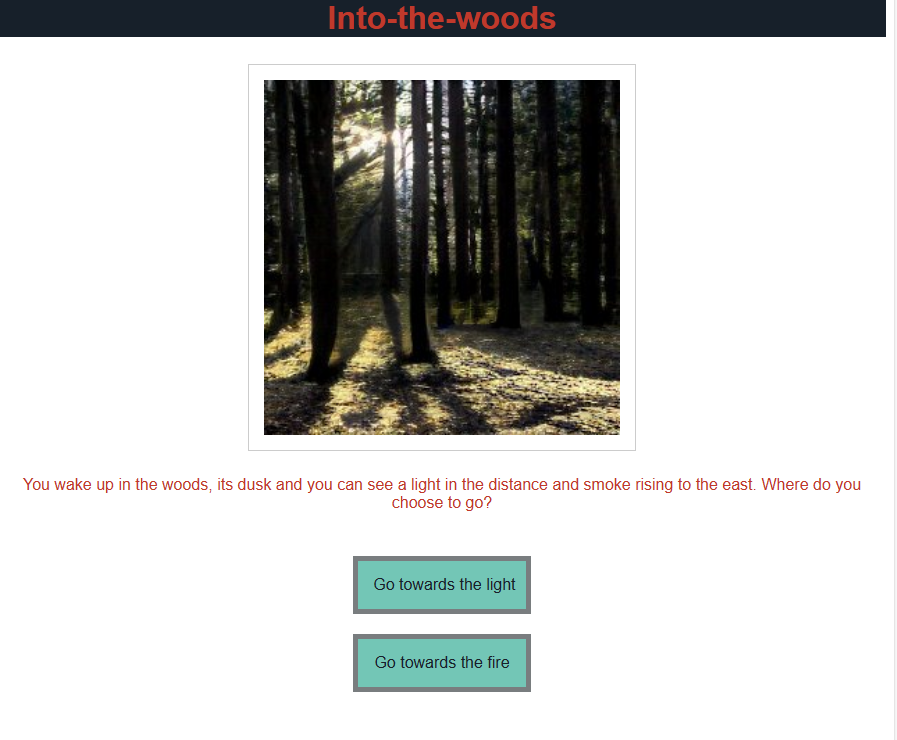 Into-the-woods
You wake up in the woods, its dusk and you can see a light in the distance and smoke rising to the east. Where do you
choose to go?
Go towards the light
Go towards the fire